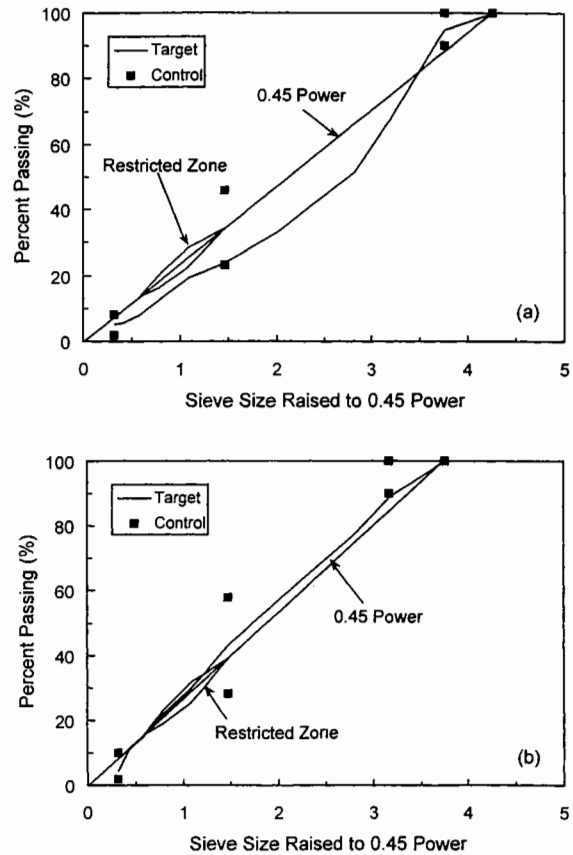 100
80
60
40
20
0
Percent Passing (%)
Target
Control
0.45 Power
Restricted Zone
(a)
0 1 2 3 4 5
Sieve Size Raised to 0.45 Power
100
80
60
40
20
0
Percent Passing (%)
Target
Control
0.45 Power
Restricted Zone
(b)
0 1 2 3 4 5
Sieve Size Raised to 0.45 Power